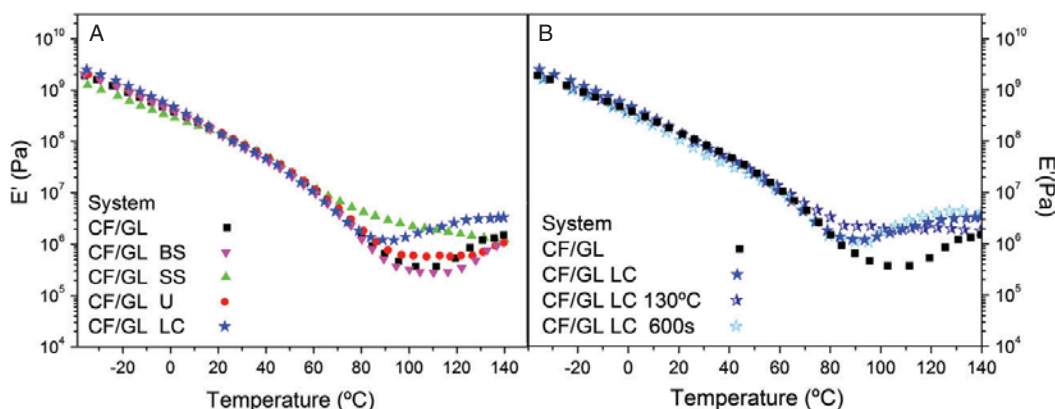 A
B
10¹⁰
10⁹
10⁸
10⁷
10⁶
10⁵
10⁴
E' (Pa)
System
CF/GL
CF/GL BS
CF/GL SS
CF/GL U
CF/GL LC
-20 0 20 40 60 80 100 120 140
Temperature (ºC)
System
CF/GL
CF/GL LC
CF/GL LC 130ºC
CF/GL LC 600s
-20 0 20 40 60 80 100 120 140
Temperature (ºC)
10¹⁰
10⁹
10⁸
10⁷
10⁶
10⁵
10⁴
E' (Pa)